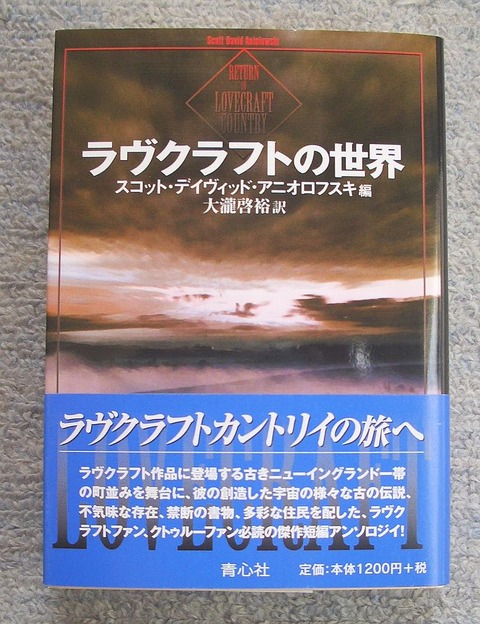 Scott David Aniolowski
RETURN
TO
LOVECRAFT
COUNTRY
ラヴクラフトの世界
スコット・デイヴィッド・アニオロフスキ編
大瀧啓裕訳
ラヴクラフトカントリイの旅へ
LOVECRAFT
ラヴクラフト作品に登場する古きニューイングランド一帯
の町並みを舞台に、彼の創造した宇宙の様々な古の伝説、
不気味な存在、禁断の書物、多彩な住民を配した、ラヴク
ラフトファン、クトゥルーファン必読の傑作短編アンソロジイ!
青心社
定価:本体1200円+税